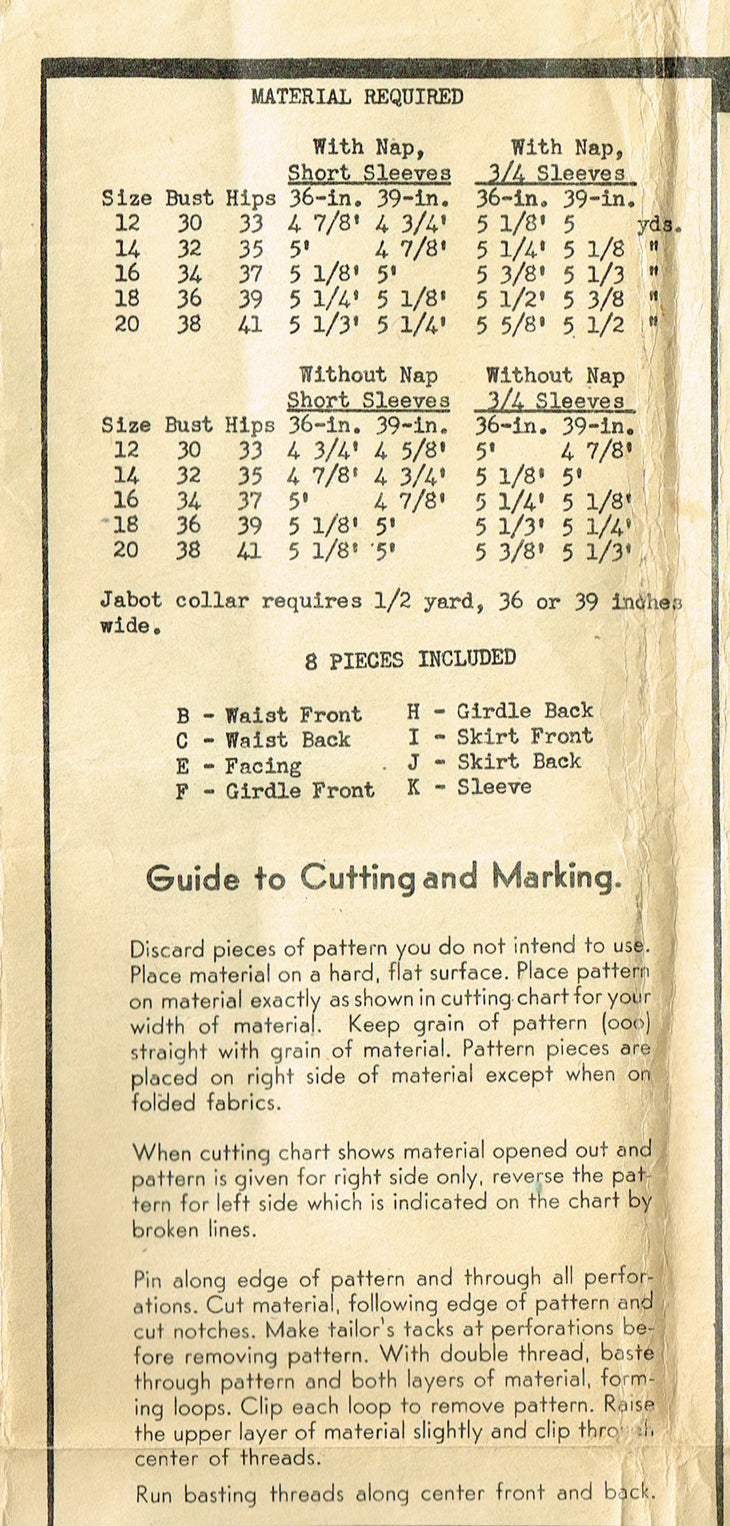 MATERIAL REQUIRED
With Nap, With Nap,
Short Sleeves 3/4 Sleeves
Size Bust Hips 36-in. 39-in. 36-in. 39-in.
12 30 33 4 7/8' 4 3/4' 5 1/8' 5 yds.
14 32 35 5' 4 7/8' 5 1/4' 5 1/8 "
16 34 37 5 1/8' 5' 5 3/8' 5 1/3 "
18 36 39 5 1/4' 5 1/8' 5 1/2' 5 3/8 "
20 38 41 5 1/3' 5 1/4' 5 5/8' 5 1/2 "
Without Nap Without Nap
Short Sleeves 3/4 Sleeves
Size Bust Hips 36-in. 39-in. 36-in. 39-in.
12 30 33 4 3/4' 4 5/8' 5' 4 7/8'
14 32 35 4 7/8' 4 3/4' 5 1/8' 5'
16 34 37 5' 4 7/8' 5 1/4' 5 1/8'
18 36 39 5 1/8' 5' 5 1/3' 5 1/4'
20 38 41 5 1/8' 5' 5 3/8' 5 1/3'
Jabot collar requires 1/2 yard, 36 or 39 inches
wide.
8 PIECES INCLUDED
B - Waist Front H - Girdle Back
C - Waist Back I - Skirt Front
E - Facing J - Skirt Back
F - Girdle Front K - Sleeve
Guide to Cutting and Marking.
Discard pieces of pattern you do not intend to use.
Place material on a hard, flat surface. Place pattern
on material exactly as shown in cutting chart for your
width of material. Keep grain of pattern (ooo)
straight with grain of material. Pattern pieces are
placed on right side of material except when on
folded fabrics.
When cutting chart shows material opened out and
pattern is given for right side only, reverse the pat-
tern for left side which is indicated on the chart by
broken lines.
Pin along edge of pattern and through all perfor-
ations. Cut material, following edge of pattern and
cut notches. Make tailor's tacks at perforations be-
fore removing pattern. With double thread, baste
through pattern and both layers of material, form-
ing loops. Clip each loop to remove pattern. Raise
the upper layer of material slightly and clip through
center of threads.
Run basting threads along center front and back.